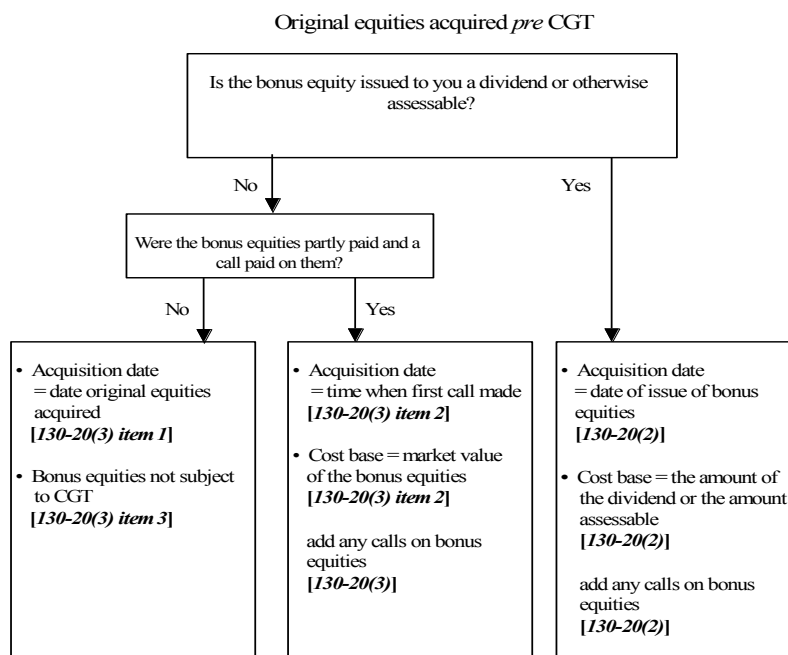 Original equities acquired pre CGT
Is the bonus equity issued to you a dividend or otherwise
assessable?
No
Yes
Were the bonus equities partly paid and a
call paid on them?
No
Yes
• Acquisition date
= date original equities
acquired
[130-20(3) item 1]
• Bonus equities not subject
to CGT
[130-20(3) item 3]
• Acquisition date
= time when first call made
[130-20(3) item 2]
• Cost base = market value
of the bonus equities
[130-20(3) item 2]
add any calls on bonus
equities
[130-20(3)]
• Acquisition date
= date of issue of bonus
equities
[130-20(2)]
• Cost base = the amount of
the dividend or the amount
assessable
[130-20(2)]
add any calls on bonus
equities
[130-20(2)]